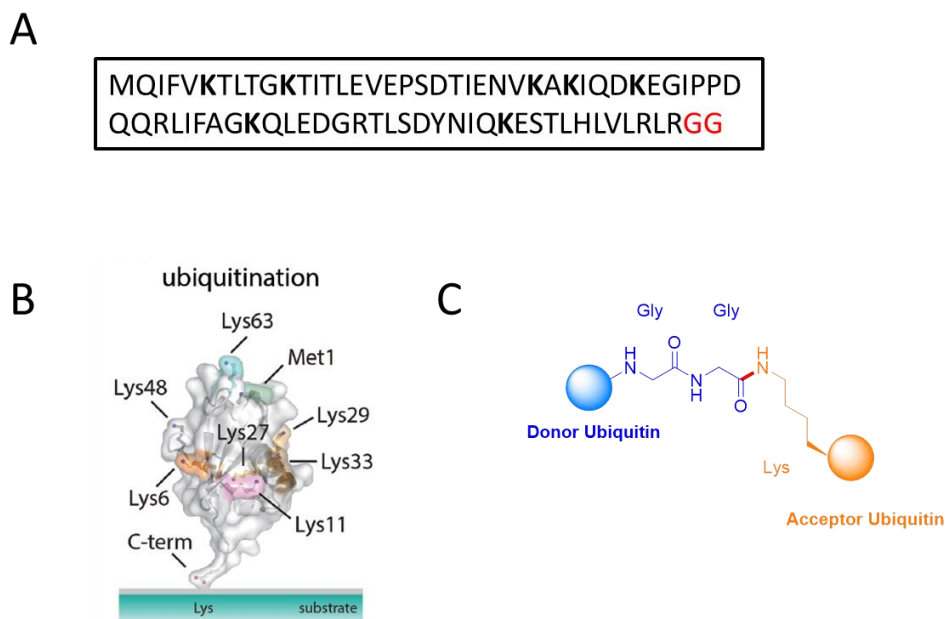 A
MQIFVKTLTGKTITLEVEPSDTIENVKAKIQDKEGIPPD
QQRLIFAGKQLEDGRTLSDYNIQKESTLHLVLRLRGG
B
ubiquitination
Lys63
Met1
Lys48
Lys29
Lys27
Lys33
Lys6
Lys11
C-term
Lys
substrate
C
Gly
Gly
H
N
O
N
H
O
H
N
Donor Ubiquitin
Lys
Acceptor Ubiquitin